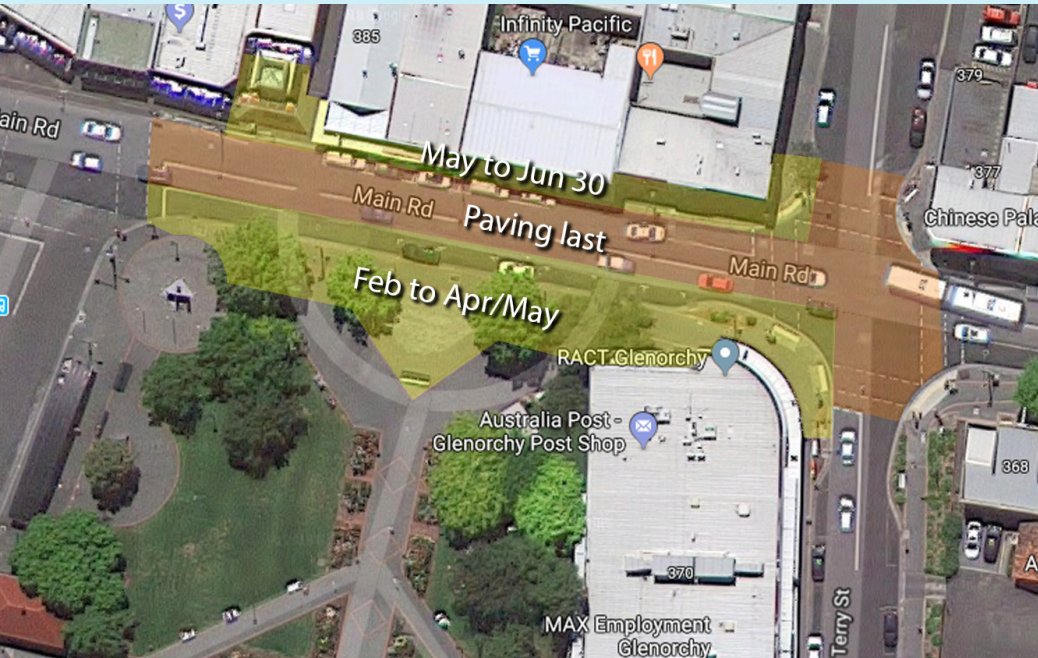 $
Infinity Pacific
385
379
ain Rd
May to Jun 30
377
Main Rd
Paving last
Chinese Pala
Main Rd
Feb to Apr/May
RACT Glenorchy
Australia Post -
Glenorchy Post Shop
368
A
370
MAX Employment
Glenorchy
Terry St